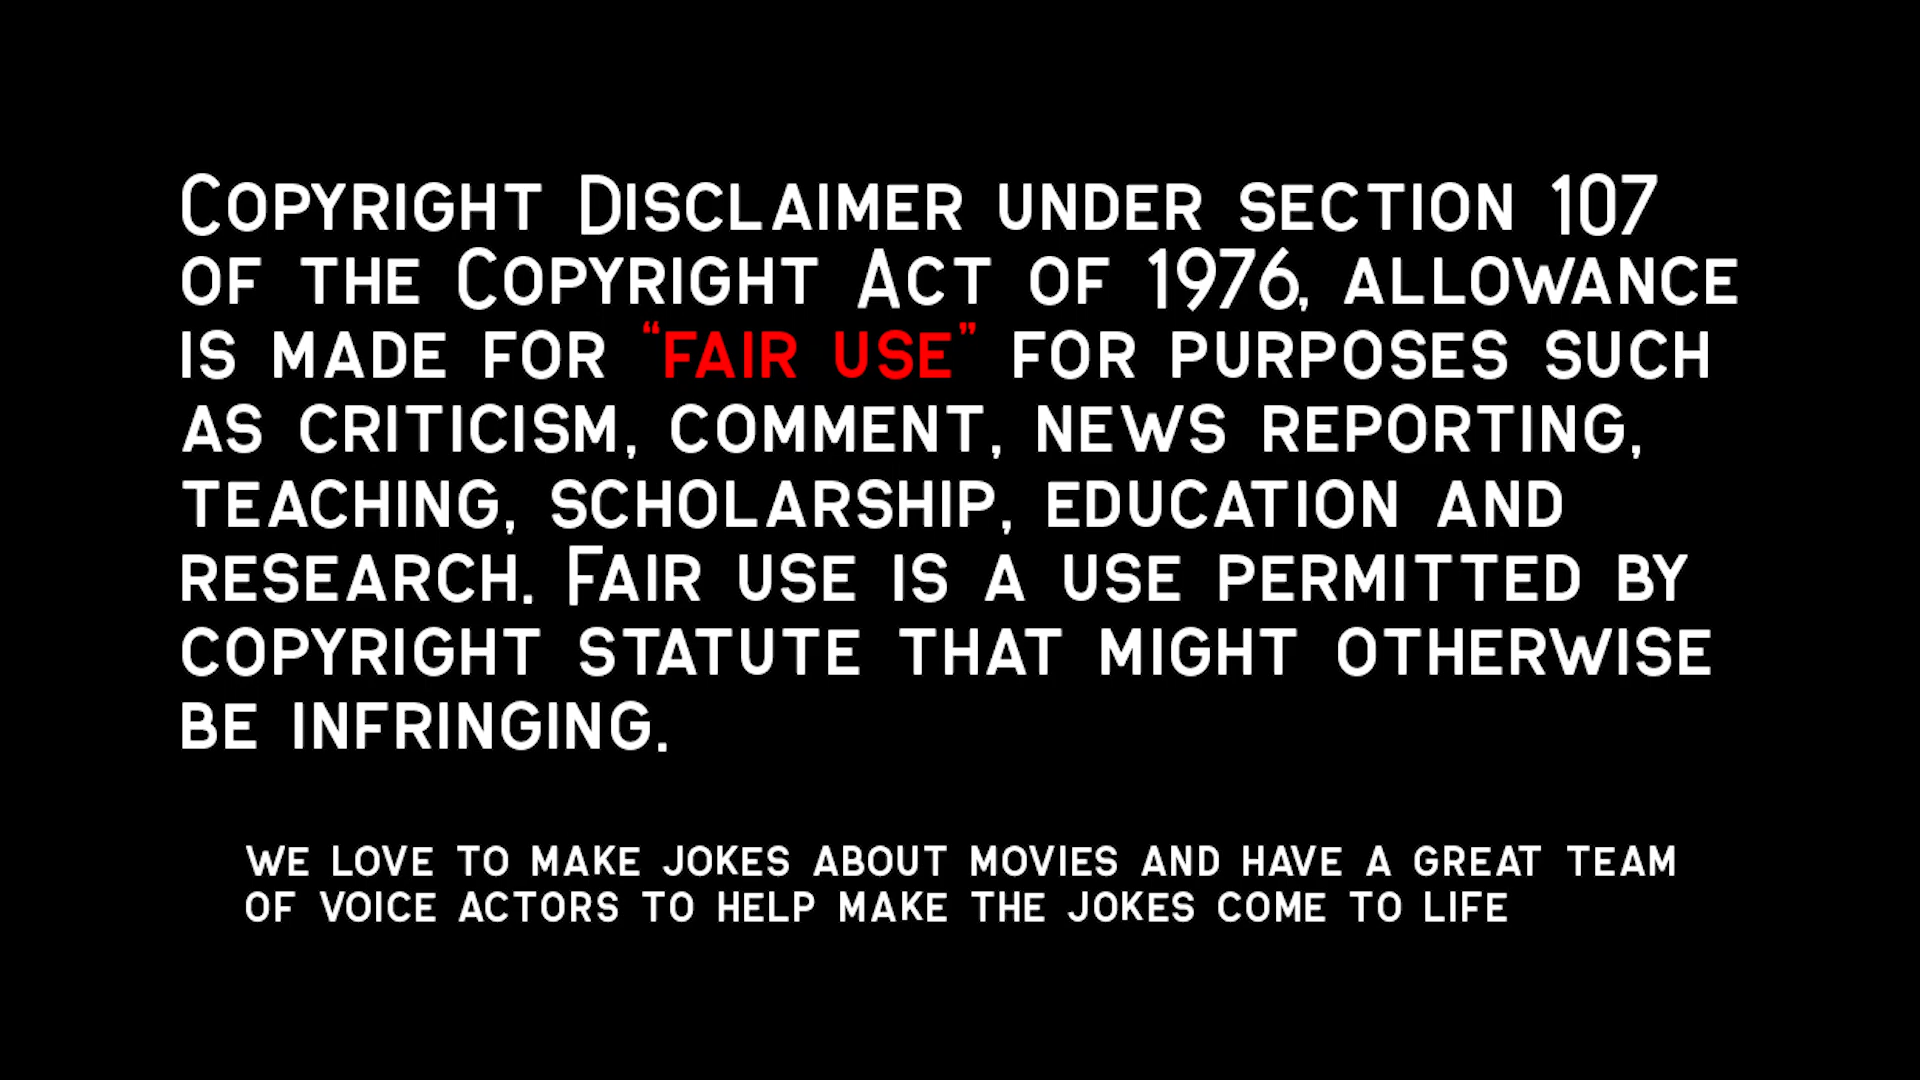 Copyright Disclaimer under section 107
of the Copyright Act of 1976, allowance
is made for “fair use” for purposes such
as criticism, comment, news reporting,
teaching, scholarship, education and
research. Fair use is a use permitted by
copyright statute that might otherwise
be infringing.
we love to make jokes about movies and have a great team
of voice actors to help make the jokes come to life